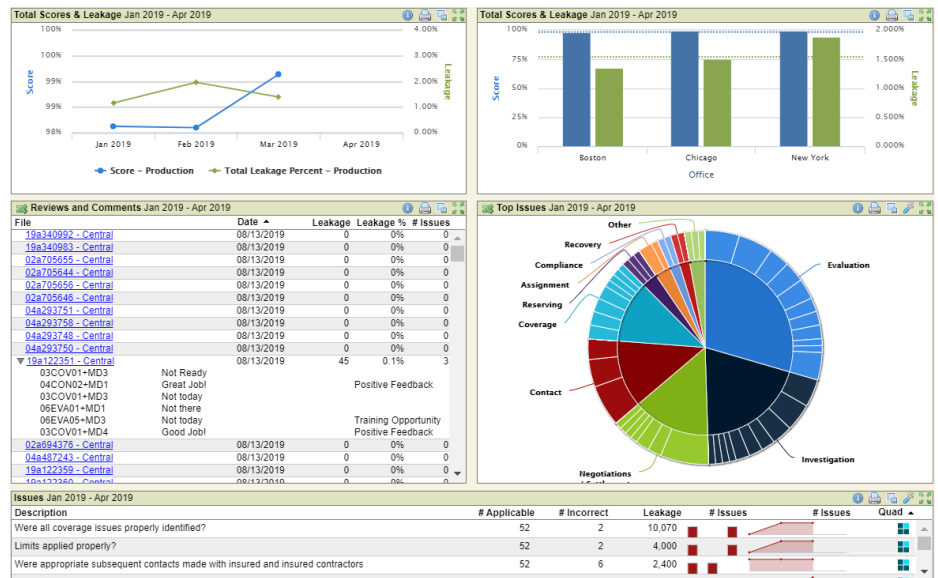 Total Scores & Leakage Jan 2019 - Apr 2019
100%
100%
99%
99%
98%
Score
4.00%
3.00%
2.00%
1.00%
0.00%
Leakage
Jan 2019 Feb 2019 Mar 2019 Apr 2019
Score – Production Total Leakage Percent – Production
Total Scores & Leakage Jan 2019 - Apr 2019
100%
75%
50%
25%
0%
Score
2.000%
1.500%
1.000%
0.500%
0.000%
Leakage
Boston Chicago New York
Office
Reviews and Comments Jan 2019 - Apr 2019
File Date Leakage Leakage % # Issues
19a340992 - Central 08/13/2019 0 0% 0
19a340983 - Central 08/13/2019 0 0% 0
02a705655 - Central 08/13/2019 0 0% 0
02a705644 - Central 08/13/2019 0 0% 0
02a705656 - Central 08/13/2019 0 0% 0
02a705646 - Central 08/13/2019 0 0% 0
04a293751 - Central 08/13/2019 0 0% 0
04a293758 - Central 08/13/2019 0 0% 0
04a293748 - Central 08/13/2019 0 0% 0
04a293750 - Central 08/13/2019 0 0% 0
19a122351 - Central 08/13/2019 45 0.1% 3
03COV01+MD3 Not Ready
04CON02+MD1 Great Job! Positive Feedback
03COV01+MD3 Not today
06EVA01+MD1 Not there
06EVA05+MD3 Not today Training Opportunity
03COV01+MD4 Good Job! Positive Feedback
02a694376 - Central 08/13/2019 0 0% 0
04a487243 - Central 08/13/2019 0 0% 0
19a122359 - Central 08/13/2019 0 0% 0
19a122360 - Central 08/13/2019 0 0% 0
Top Issues Jan 2019 - Apr 2019
Other
Recovery
Compliance
Assignment
Reserving
Coverage
Contact
Negotiations
Investigation
Evaluation
Issues Jan 2019 - Apr 2019
Description # Applicable # Incorrect Leakage # Issues # Issues Quad
Were all coverage issues properly identified? 52 2 10,070
Limits applied properly? 52 2 4,000
Were appropriate subsequent contacts made with insured and insured contractors 52 6 2,400